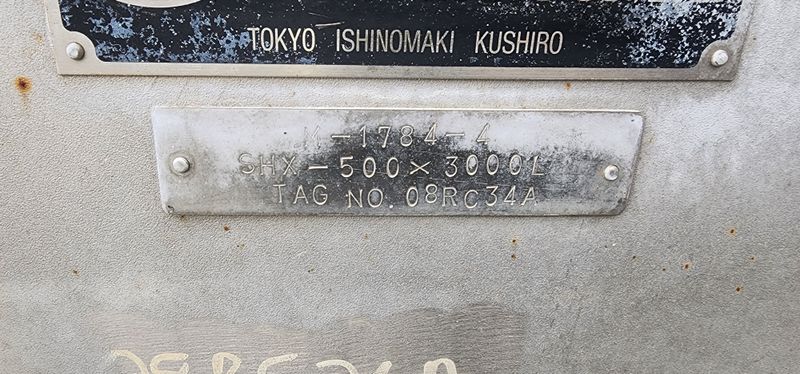 TOKYO ISHINOMAKI KUSHIRO
M-1784-4
SHX-500×3000L
TAG NO. 08RC34A